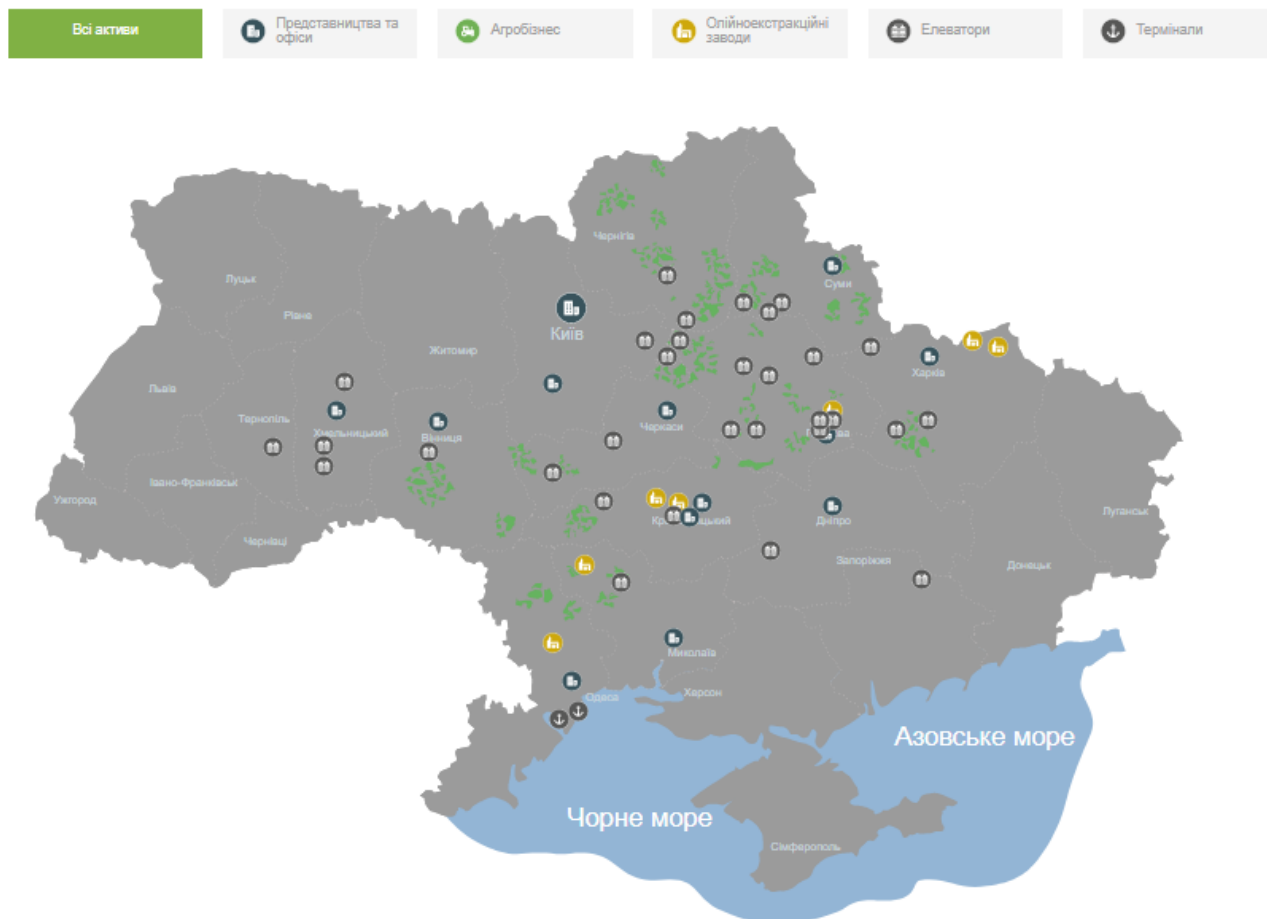 Всі активи
Представництва та
офіси
Агробізнес
Олійноекстракційні
заводи
Елеватори
Термінали
Чернігів
Луцьк
Суми
Рівне
Київ
Житомир
Харків
Львів
Тернопіль
Хмельницький
Вінниця
Черкаси
Івано-Франківськ
Ужгород
Дніпро
Луганськ
Чернівці
Запоріжжя
Донецьк
Миколаїв
Херсон
Одеса
Азовське море
Чорне море
Сімферополь